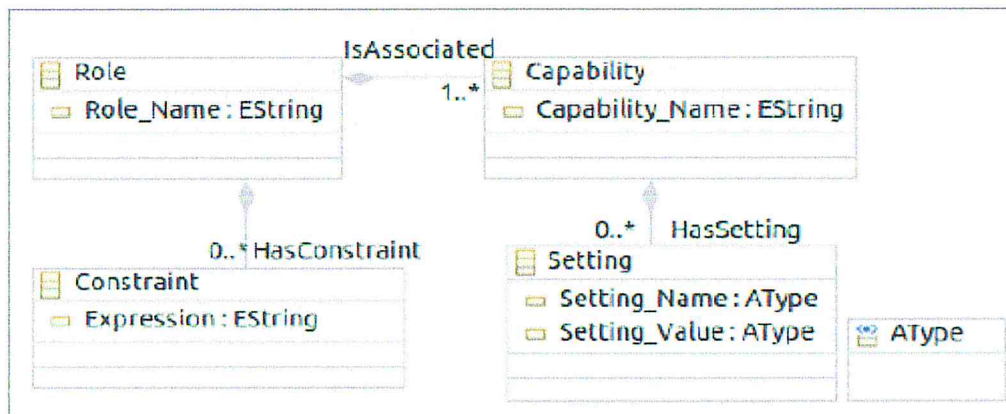 IsAssociated
Role
Role_Name : EString
1..*
Capability
Capability_Name : EString
0..* HasConstraint
Constraint
Expression : EString
0..* HasSetting
Setting
Setting_Name : AType
Setting_Value : AType
AType